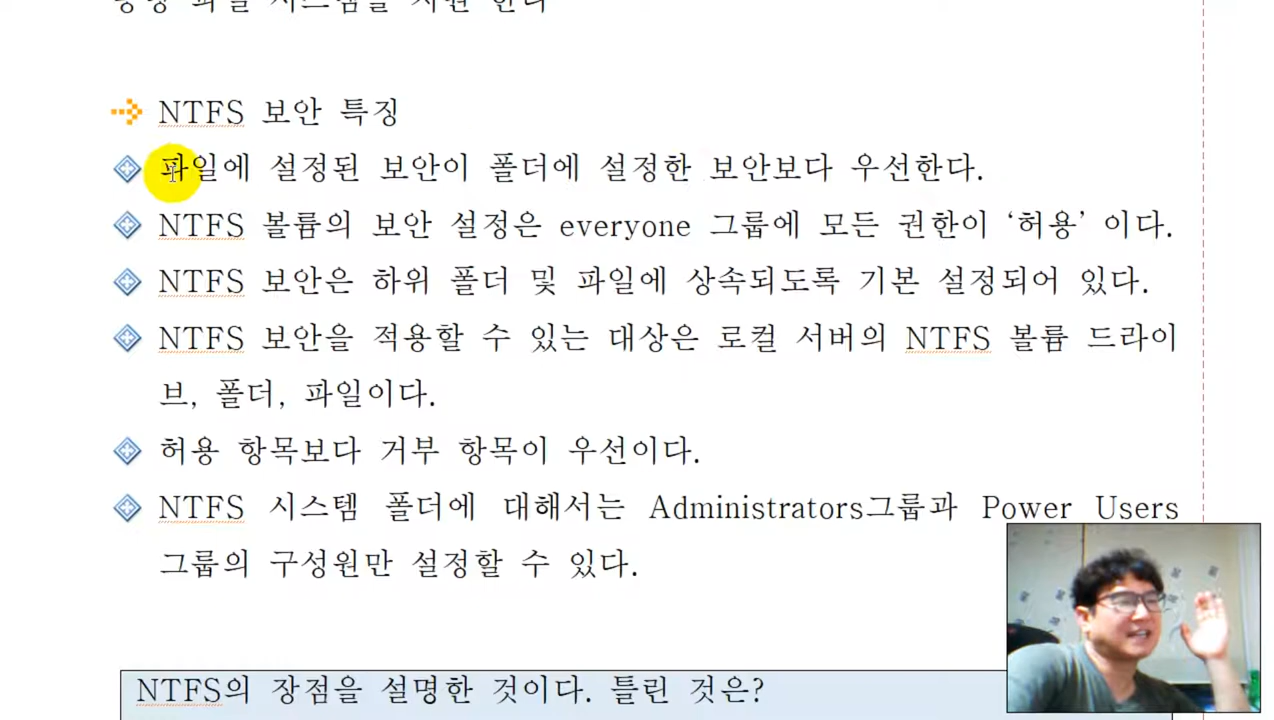 NTFS 보안 특징
파일에 설정된 보안이 폴더에 설정한 보안보다 우선한다.
NTFS 볼륨의 보안 설정은 everyone 그룹에 모든 권한이 ‘허용’ 이다.
NTFS 보안은 하위 폴더 및 파일에 상속되도록 기본 설정되어 있다.
NTFS 보안을 적용할 수 있는 대상은 로컬 서버의 NTFS 볼륨 드라이
브, 폴더, 파일이다.
허용 항목보다 거부 항목이 우선이다.
NTFS 시스템 폴더에 대해서는 Administrators그룹과 Power Users
그룹의 구성원만 설정할 수 있다.
NTFS의 장점을 설명한 것이다. 틀린 것은?